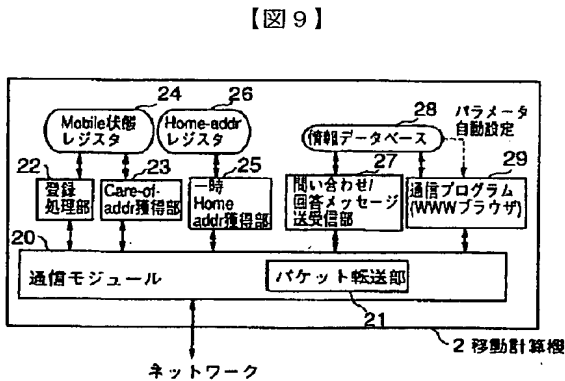 【図９】
24
26
28
パラメータ
自動設定
Mobile状態
レジスタ
Home-addr
レジスタ
情報データベース
22
23
25
27
29
登録
処理部
Care-of-
addr獲得部
一時
Home
addr獲得部
問い合わせ/
回答メッセージ
送受信部
通信プログラム
(WWWブラウザ)
20
通信モジュール
パケット転送部
21
2 移動計算機
ネットワーク